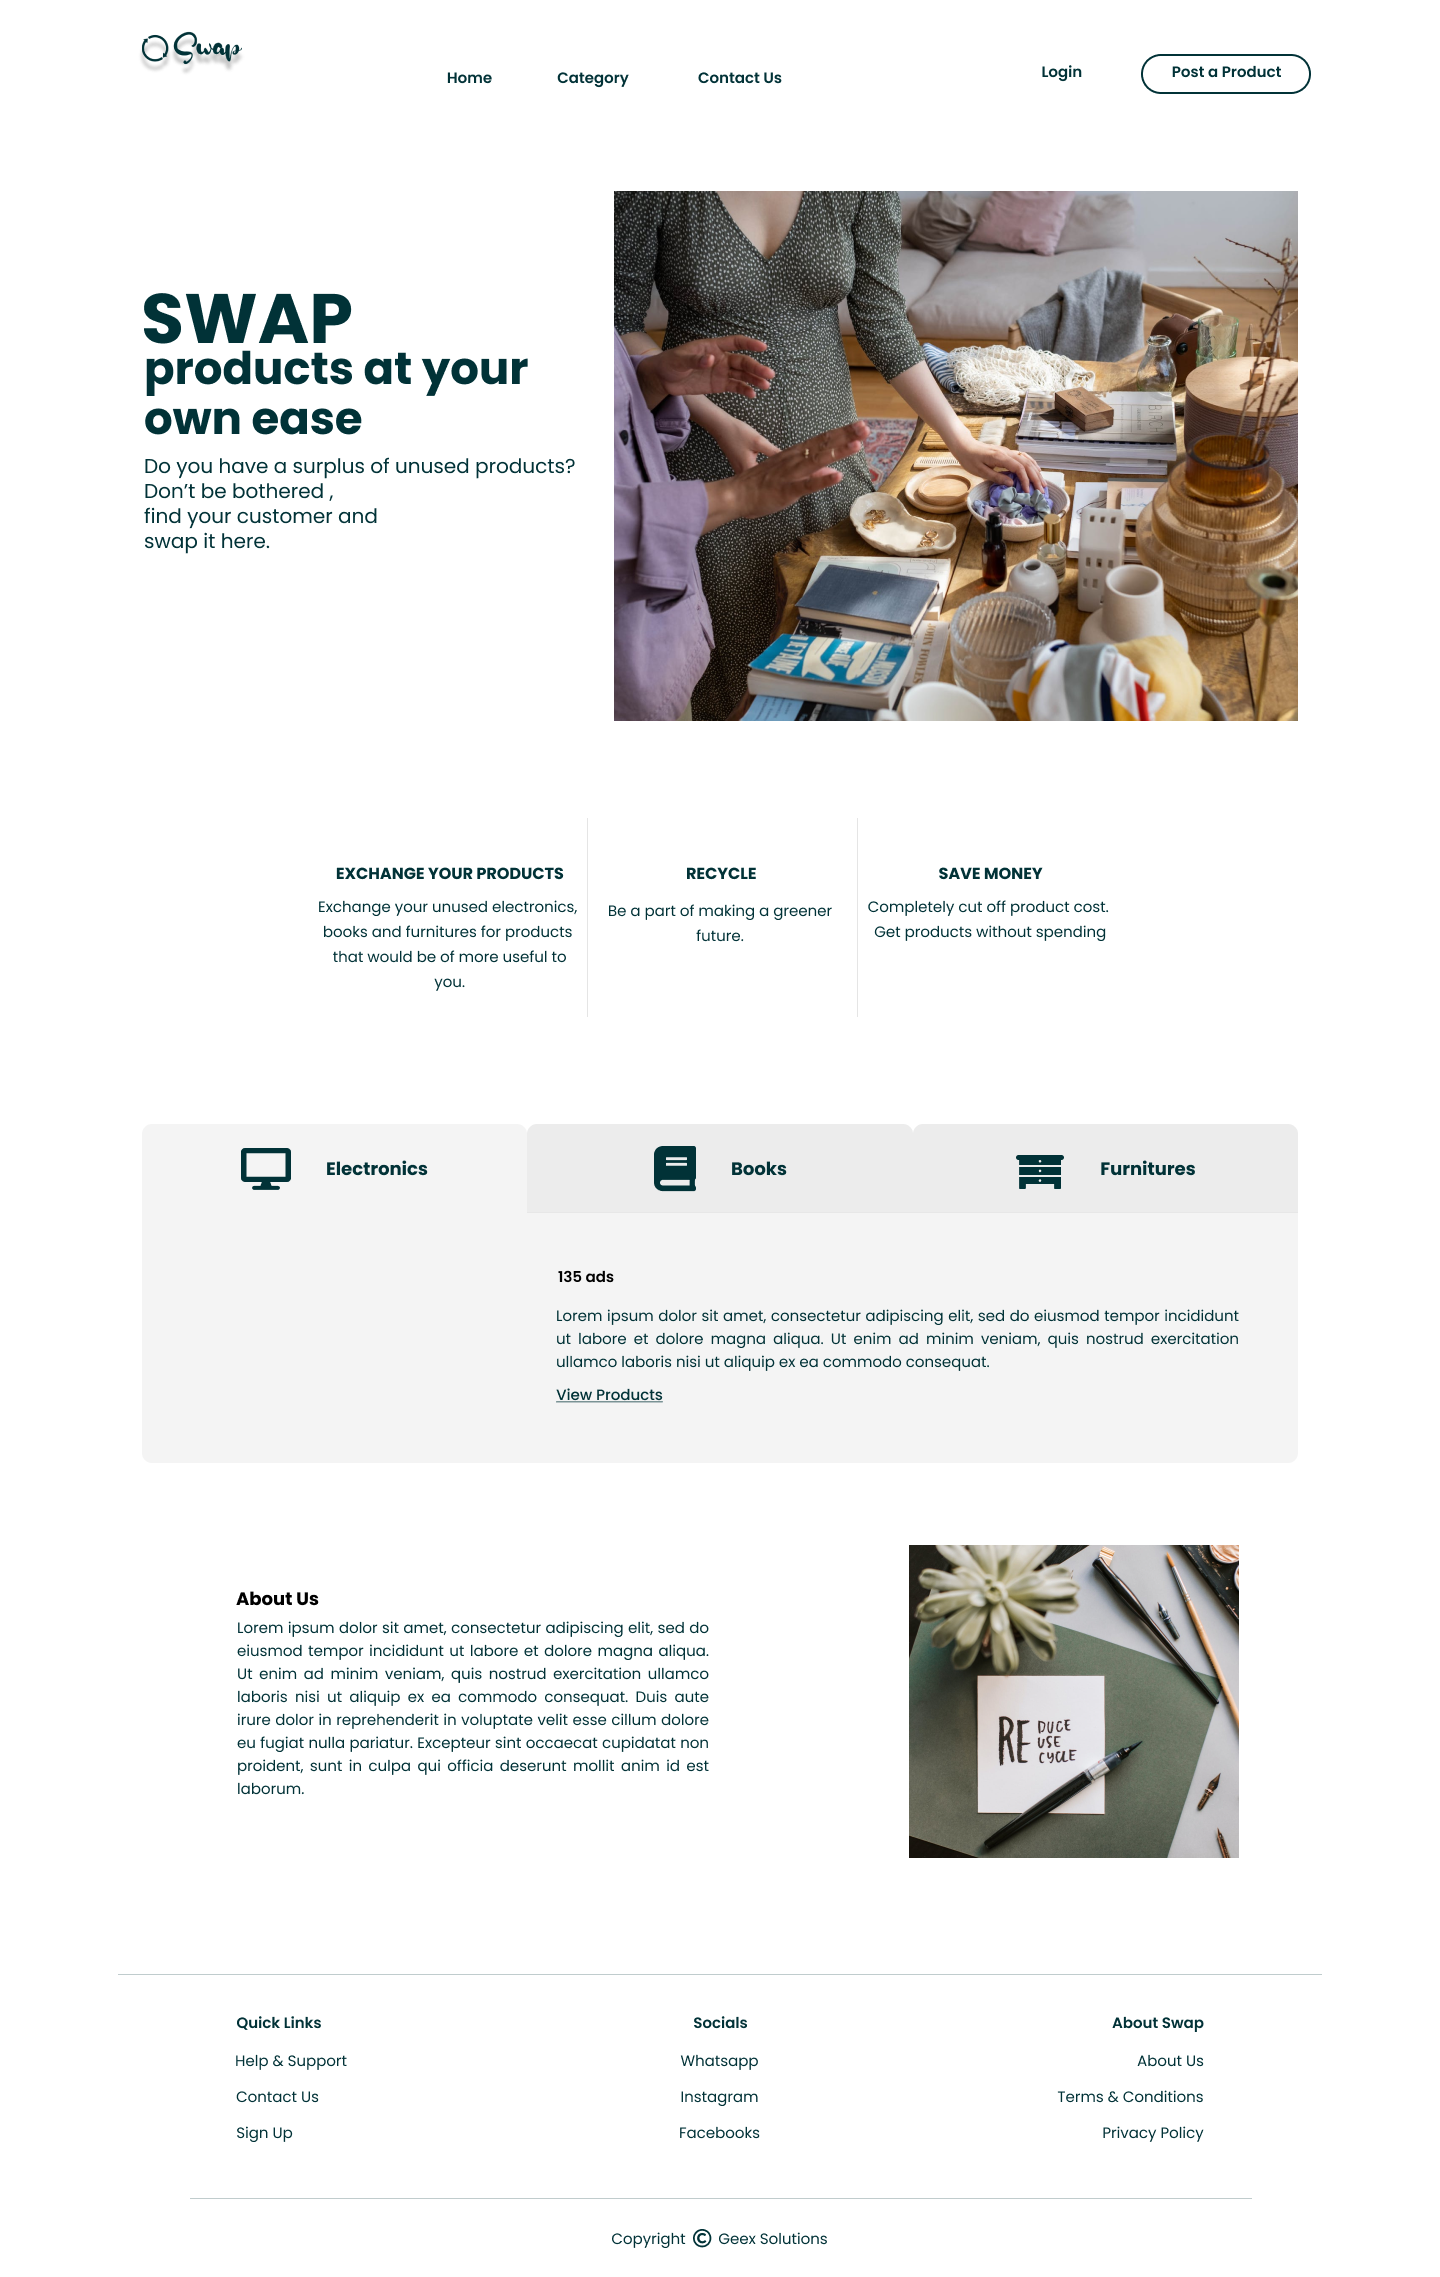 Swap
Home
Category
Contact Us
Login
Post a Product
SWAP
products at your
own ease
Do you have a surplus of unused products?
Don’t be bothered ,
find your customer and
swap it here.
EXCHANGE YOUR PRODUCTS
Exchange your unused electronics,
books and furnitures for products
that would be of more useful to
you.
RECYCLE
Be a part of making a greener
future.
SAVE MONEY
Completely cut off product cost.
Get products without spending
Electronics
Books
Furnitures
135 ads
Lorem ipsum dolor sit amet, consectetur adipiscing elit, sed do eiusmod tempor incididunt
ut labore et dolore magna aliqua. Ut enim ad minim veniam, quis nostrud exercitation
ullamco laboris nisi ut aliquip ex ea commodo consequat.
View Products
About Us
Lorem ipsum dolor sit amet, consectetur adipiscing elit, sed do
eiusmod tempor incididunt ut labore et dolore magna aliqua.
Ut enim ad minim veniam, quis nostrud exercitation ullamco
laboris nisi ut aliquip ex ea commodo consequat. Duis aute
irure dolor in reprehenderit in voluptate velit esse cillum dolore
eu fugiat nulla pariatur. Excepteur sint occaecat cupidatat non
proident, sunt in culpa qui officia deserunt mollit anim id est
laborum.
RE DUCE
USE
CYCLE
Quick Links
Help & Support
Contact Us
Sign Up
Socials
Whatsapp
Instagram
Facebooks
About Swap
About Us
Terms & Conditions
Privacy Policy
Copyright © Geex Solutions